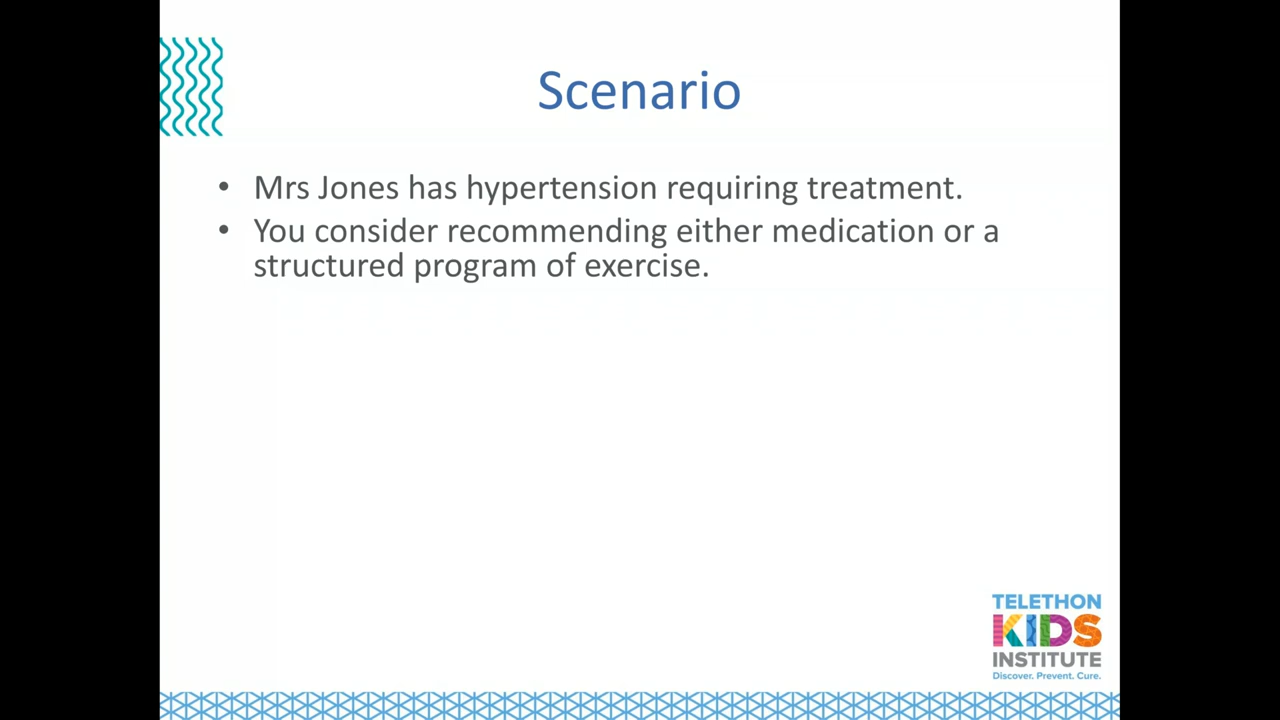 Scenario
• Mrs Jones has hypertension requiring treatment.
• You consider recommending either medication or a
structured program of exercise.
TELETHON
KIDS
INSTITUTE
Discover. Prevent. Cure.